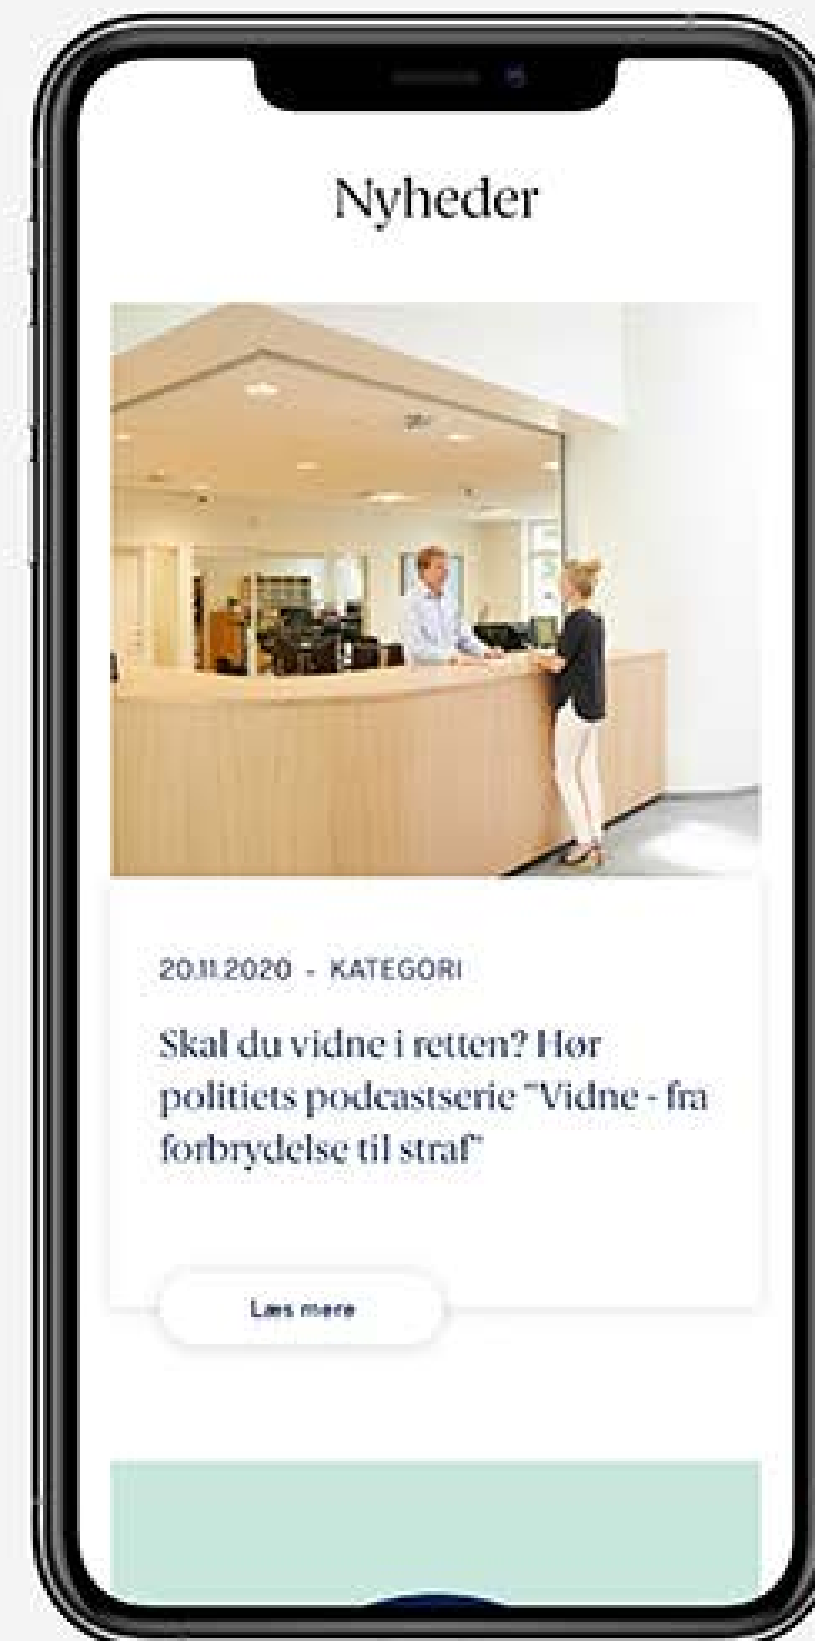 Nyheder
20.11.2020 - KATEGORI
Skal du vidne i retten? Hør
politiets podcastserie "Vidne - fra
forbrydelse til straf"
Læs mere